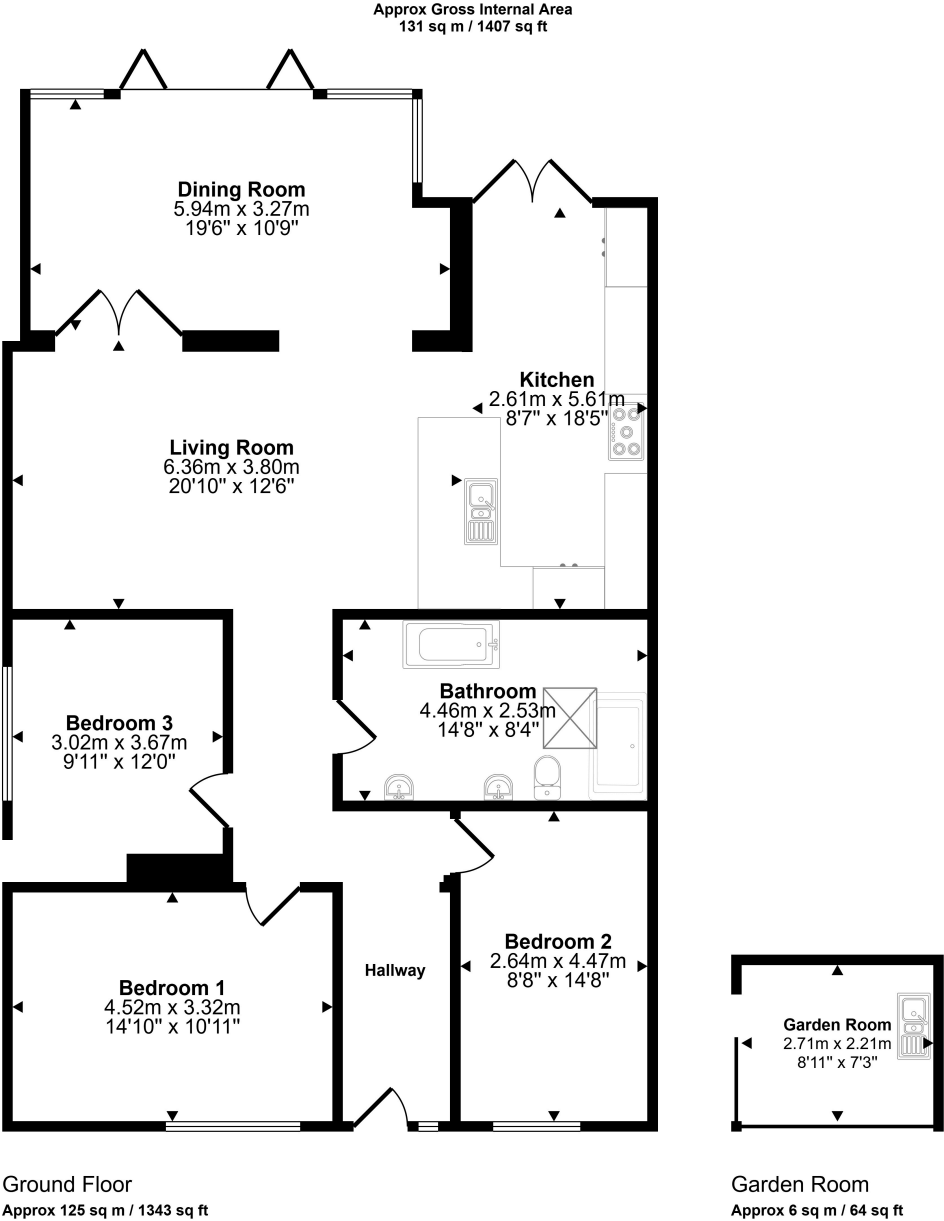 Approx Gross Internal Area
131 sq m / 1407 sq ft
Dining Room
5.94m x 3.27m
19'6" x 10'9"
Kitchen
2.61m x 5.61m
8'7" x 18'5"
Living Room
6.36m x 3.80m
20'10" x 12'6"
Bathroom
4.46m x 2.53m
14'8" x 8'4"
Bedroom 3
3.02m x 3.67m
9'11" x 12'0"
Bedroom 2
2.64m x 4.47m
8'8" x 14'8"
Hallway
Bedroom 1
4.52m x 3.32m
14'10" x 10'11"
Garden Room
2.71m x 2.21m
8'11" x 7'3"
Ground Floor
Approx 125 sq m / 1343 sq ft
Garden Room
Approx 6 sq m / 64 sq ft